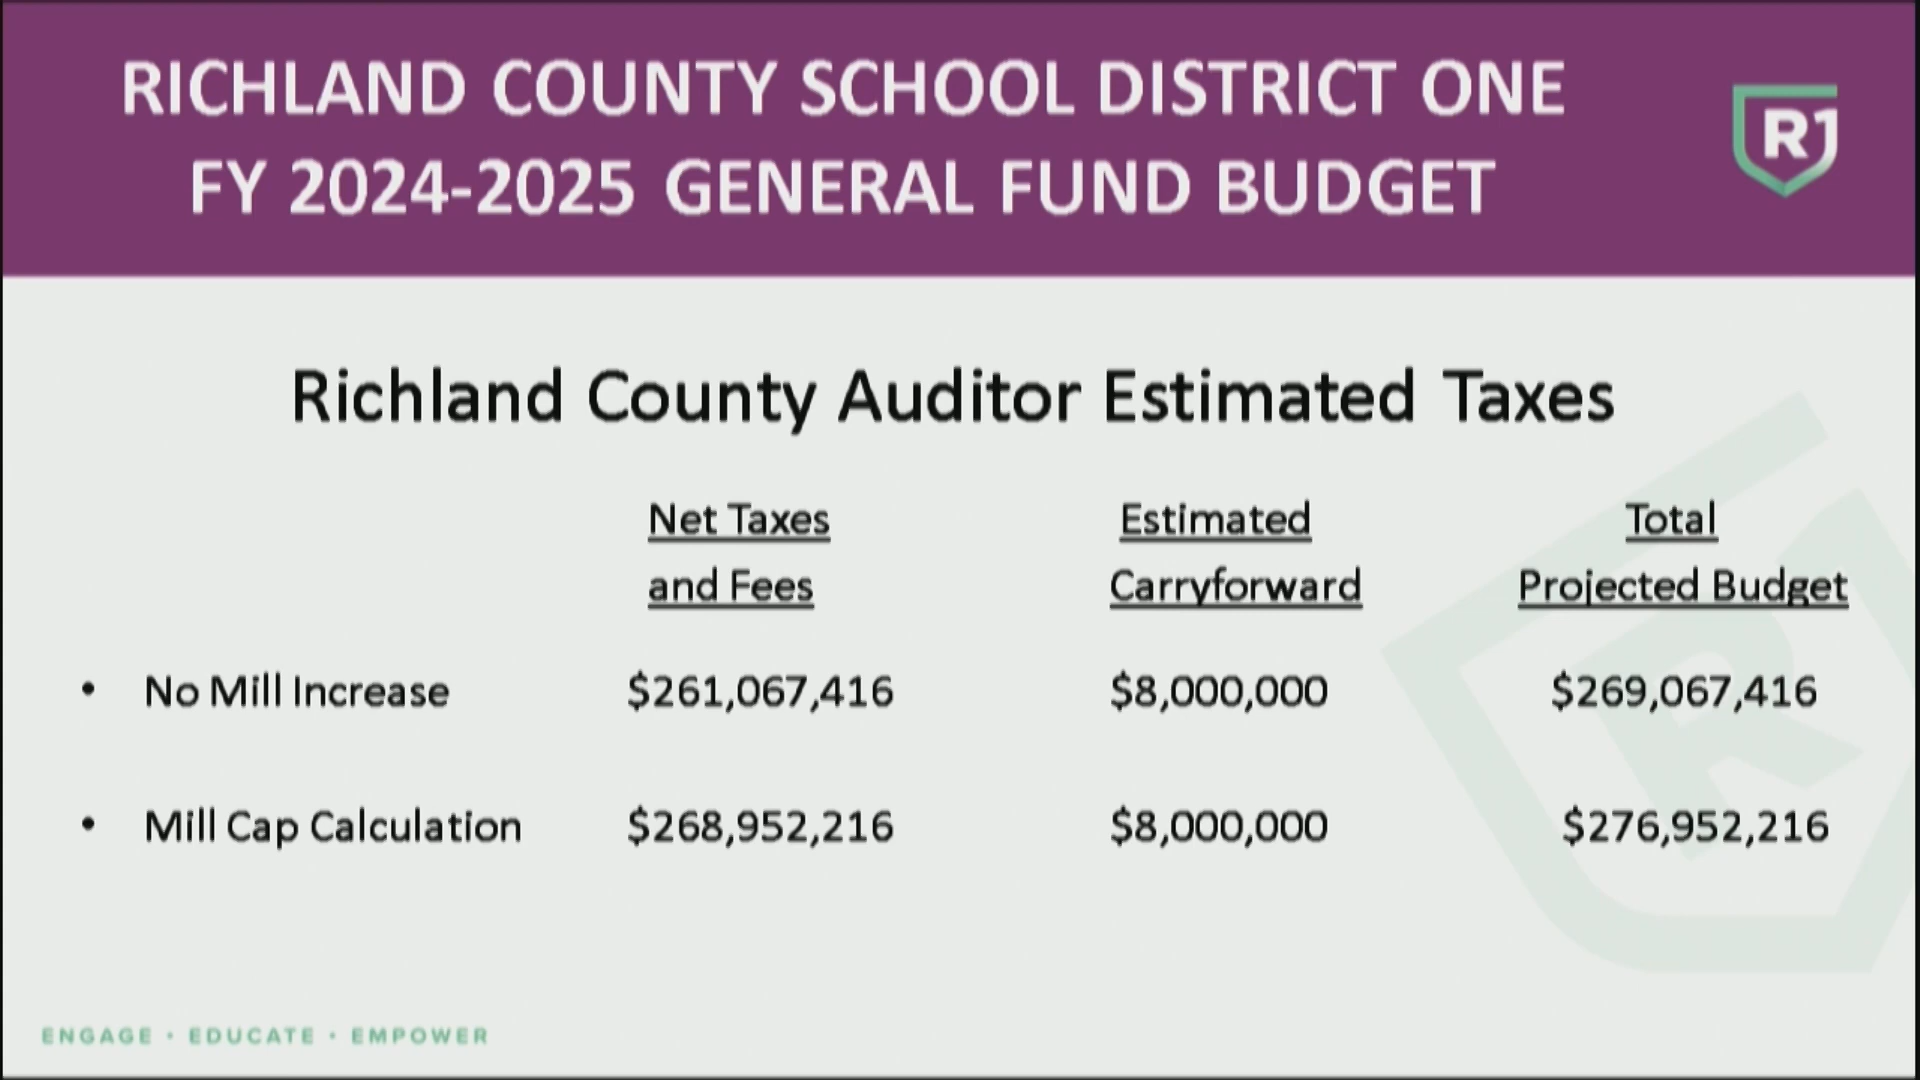 RICHLAND COUNTY SCHOOL DISTRICT ONE
FY 2024-2025 GENERAL FUND BUDGET
R1
Richland County Auditor Estimated Taxes
Net Taxes Estimated Total
and Fees Carryforward Projected Budget
• No Mill Increase $261,067,416 $8,000,000 $269,067,416
• Mill Cap Calculation $268,952,216 $8,000,000 $276,952,216
ENGAGE • EDUCATE • EMPOWER